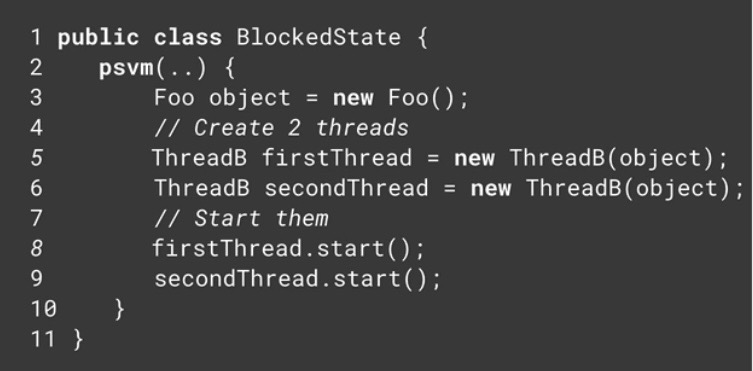 1 public class BlockedState {
2 psvm(..) {
3 Foo object = new Foo();
4 // Create 2 threads
5 ThreadB firstThread = new ThreadB(object);
6 ThreadB secondThread = new ThreadB(object);
7 // Start them
8 firstThread.start();
9 secondThread.start();
10 }
11 }